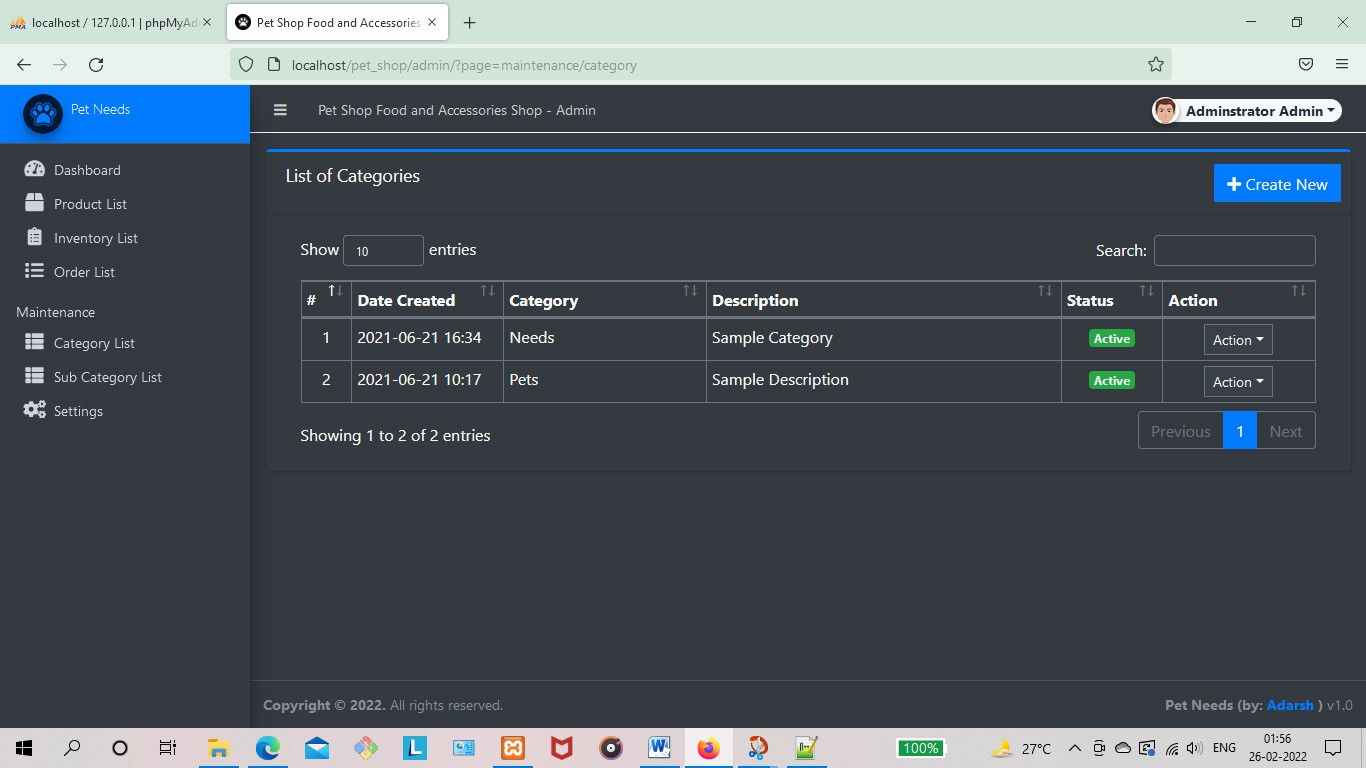 localhost / 127.0.0.1 | phpMyAd
Pet Shop Food and Accessories
localhost/pet_shop/admin/?page=maintenance/category
Pet Needs
Pet Shop Food and Accessories Shop - Admin
Adminstrator Admin
Dashboard
Product List
Inventory List
Order List
Maintenance
Category List
Sub Category List
Settings
List of Categories
Create New
Show 10 entries
Search:
# Date Created Category Description Status Action
1 2021-06-21 16:34 Needs Sample Category Active Action
2 2021-06-21 10:17 Pets Sample Description Active Action
Showing 1 to 2 of 2 entries
Previous 1 Next
Copyright © 2022. All rights reserved.
Pet Needs (by: Adarsh ) v1.0
100%
27°C
ENG
01:56
26-02-2022